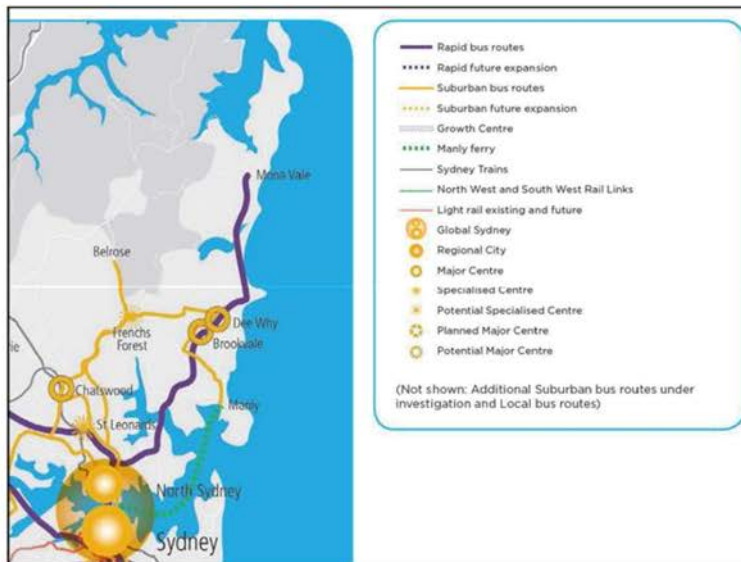 Mona Vale
Belrose
Dee Why
Frenchs
Forest
Brookvale
rie
Chatswood
Manly
St Leonards
North Sydney
Sydney
Rapid bus routes
Rapid future expansion
Suburban bus routes
Suburban future expansion
Growth Centre
Manly ferry
Sydney Trains
North West and South West Rail Links
Light rail existing and future
Global Sydney
Regional City
Major Centre
Specialised Centre
Potential Specialised Centre
Planned Major Centre
Potential Major Centre
(Not shown: Additional Suburban bus routes under
investigation and Local bus routes)